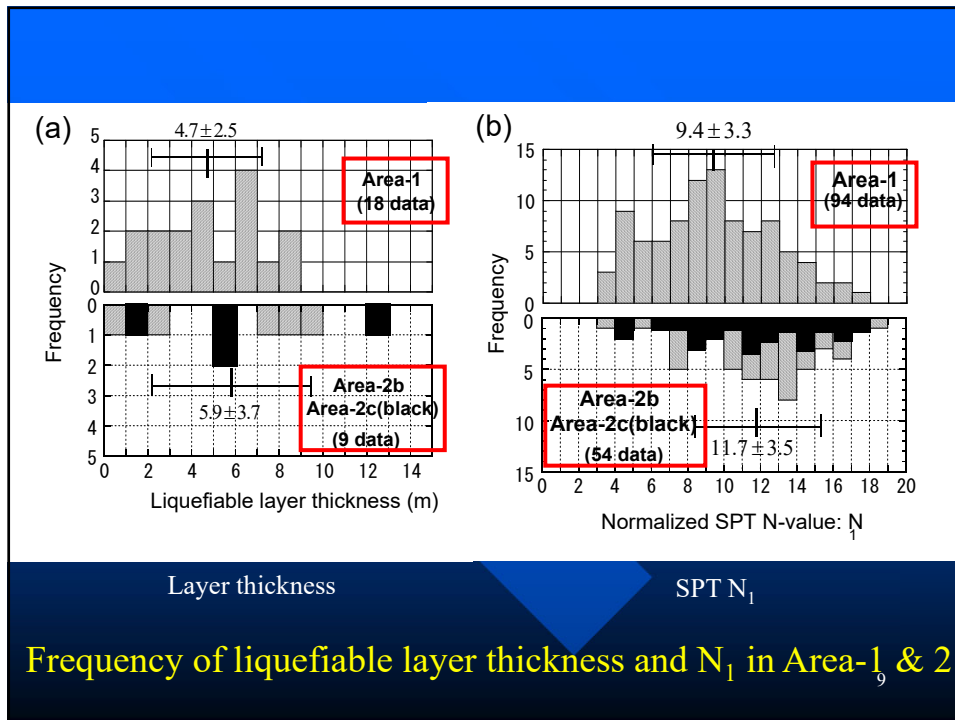 (a)
4.7±2.5
5
4
3
2
1
0
Area-1
(18 data)
Frequency
0
1
2
3
4
5
5.9±3.7
Area-2b
Area-2c(black)
(9 data)
0 2 4 6 8 10 12 14
Liquefiable layer thickness (m)
(b)
9.4±3.3
15
10
5
0
Area-1
(94 data)
Frequency
0
5
10
15
Area-2b
Area-2c(black)
(54 data)
11.7±3.5
0 2 4 6 8 10 12 14 16 18 20
Normalized SPT N-value: N1
Layer thickness
SPT N1
Frequency of liquefiable layer thickness and N1 in Area-1 & 2
9